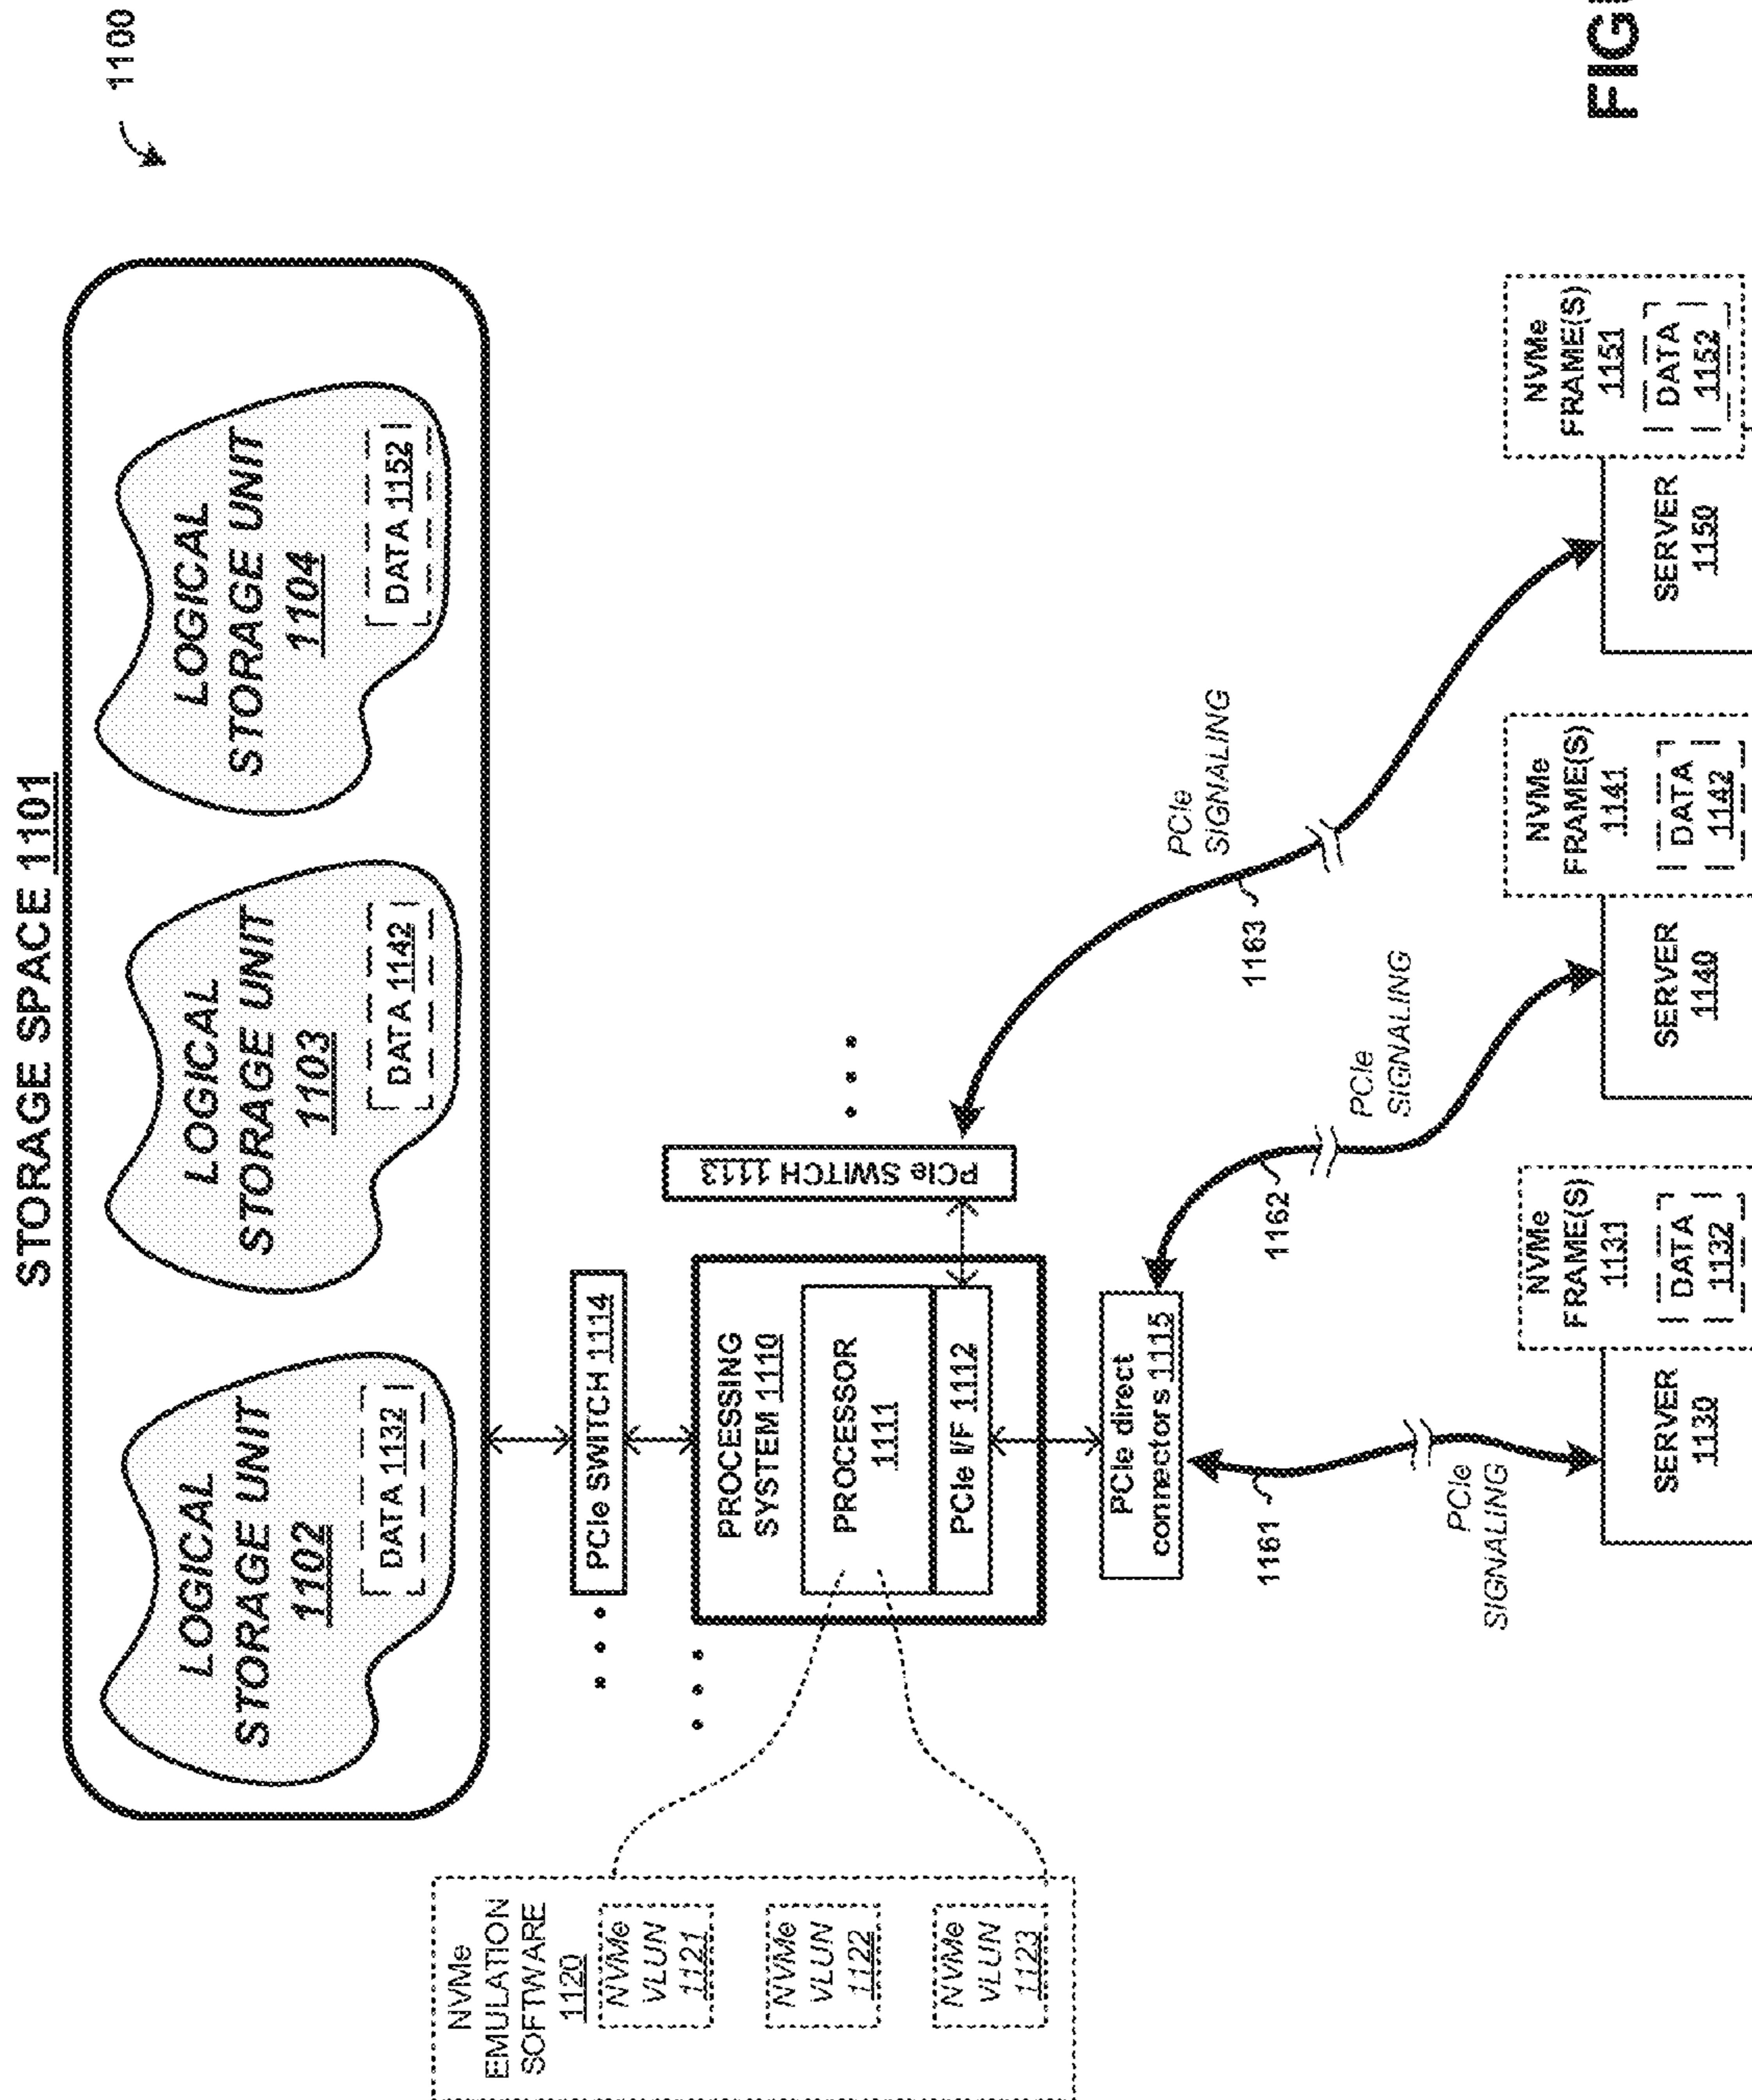 1100
STORAGE SPACE 1101
LOGICAL
STORAGE UNIT
1102
DATA 1132
LOGICAL
STORAGE UNIT
1103
DATA 1142
LOGICAL
STORAGE UNIT
1104
DATA 1152
PCIe SWITCH 1114
PROCESSING
SYSTEM 1110
PROCESSOR
1111
PCIe I/F 1112
PCIe SWITCH 1113
NVMe
EMULATION
SOFTWARE
1120
NVMe
VLUN
1121
NVMe
VLUN
1122
NVMe
VLUN
1123
PCIe direct
connectors 1115
1161
PCIe
SIGNALING
1162
PCIe
SIGNALING
1163
PCIe
SIGNALING
SERVER
1130
NVMe
FRAME(S)
1131
DATA
1132
SERVER
1140
NVMe
FRAME(S)
1141
DATA
1142
SERVER
1150
NVMe
FRAME(S)
1151
DATA
1152